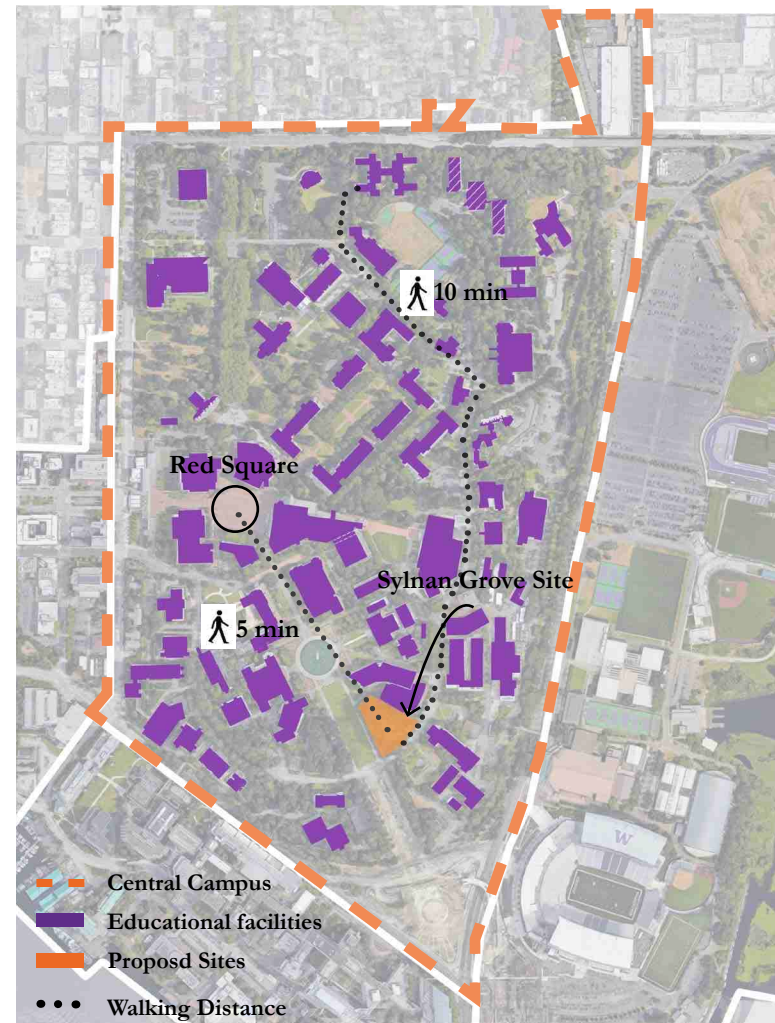 10 min
Red Square
Sylnan Grove Site
5 min
W
Central Campus
Educational facilities
Proposd Sites
Walking Distance